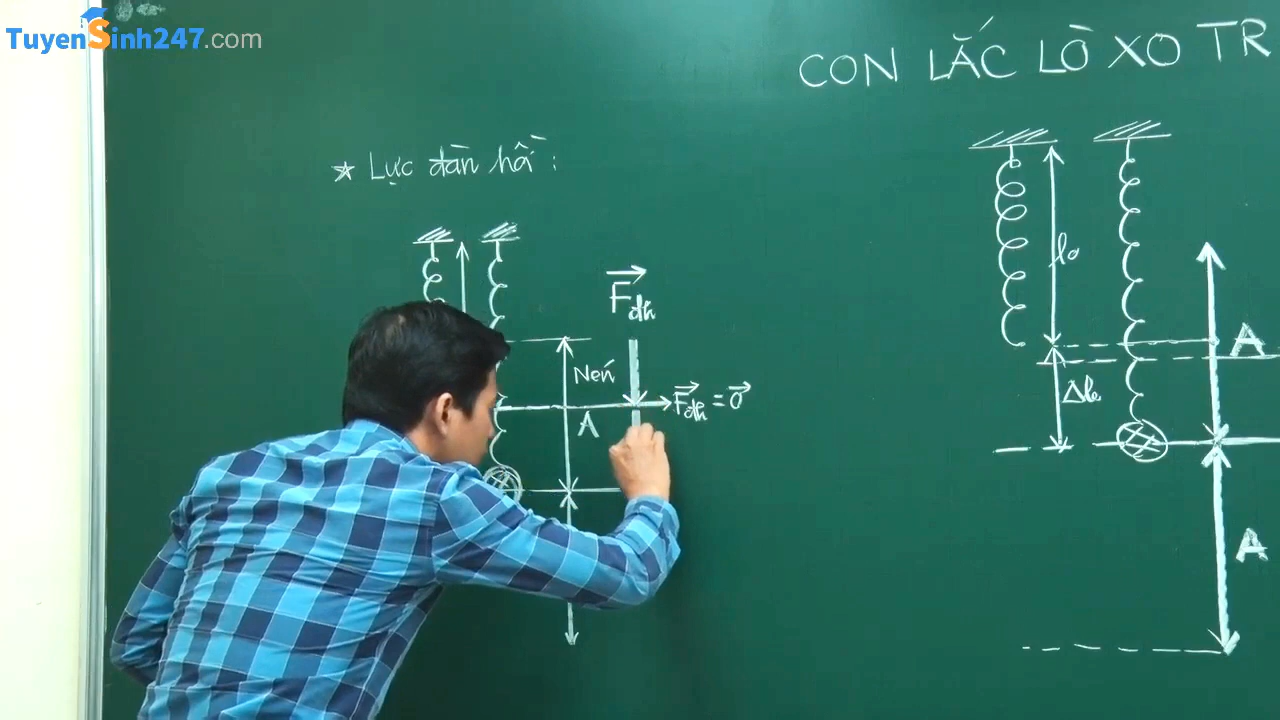 TuyenSinh247.com
CON LẮC LÒ XO TR
* Lực đàn hồi :
F đh
Nén
F đh = 0
A
l₀
A
Δl₀
A